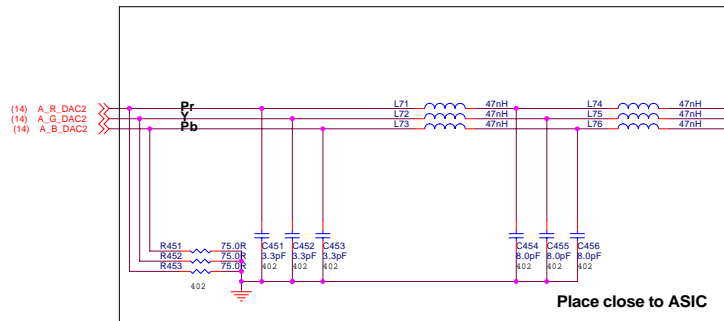 L71 47nH L74 47nH
(14) A_R_DAC2 Pr
(14) A_G_DAC2 Y L72 47nH L75 47nH
(14) A_B_DAC2 Pb L73 47nH L76 47nH
R451 75.0R C451 C452 C453 C454 C455 C456
R452 75.0R 3.3pF 3.3pF 3.3pF 8.0pF 8.0pF 8.0pF
R453 75.0R 402 402 402 402 402 402
402
Place close to ASIC